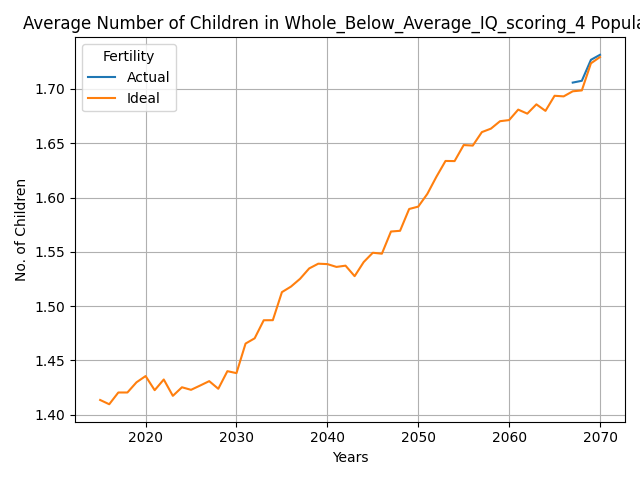 Average Number of Children in Whole_Below_Average_IQ_scoring_4 Popula
Fertility
Actual
Ideal
1.70
1.65
1.60
1.55
1.50
1.45
1.40
No. of Children
2020 2030 2040 2050 2060 2070
Years